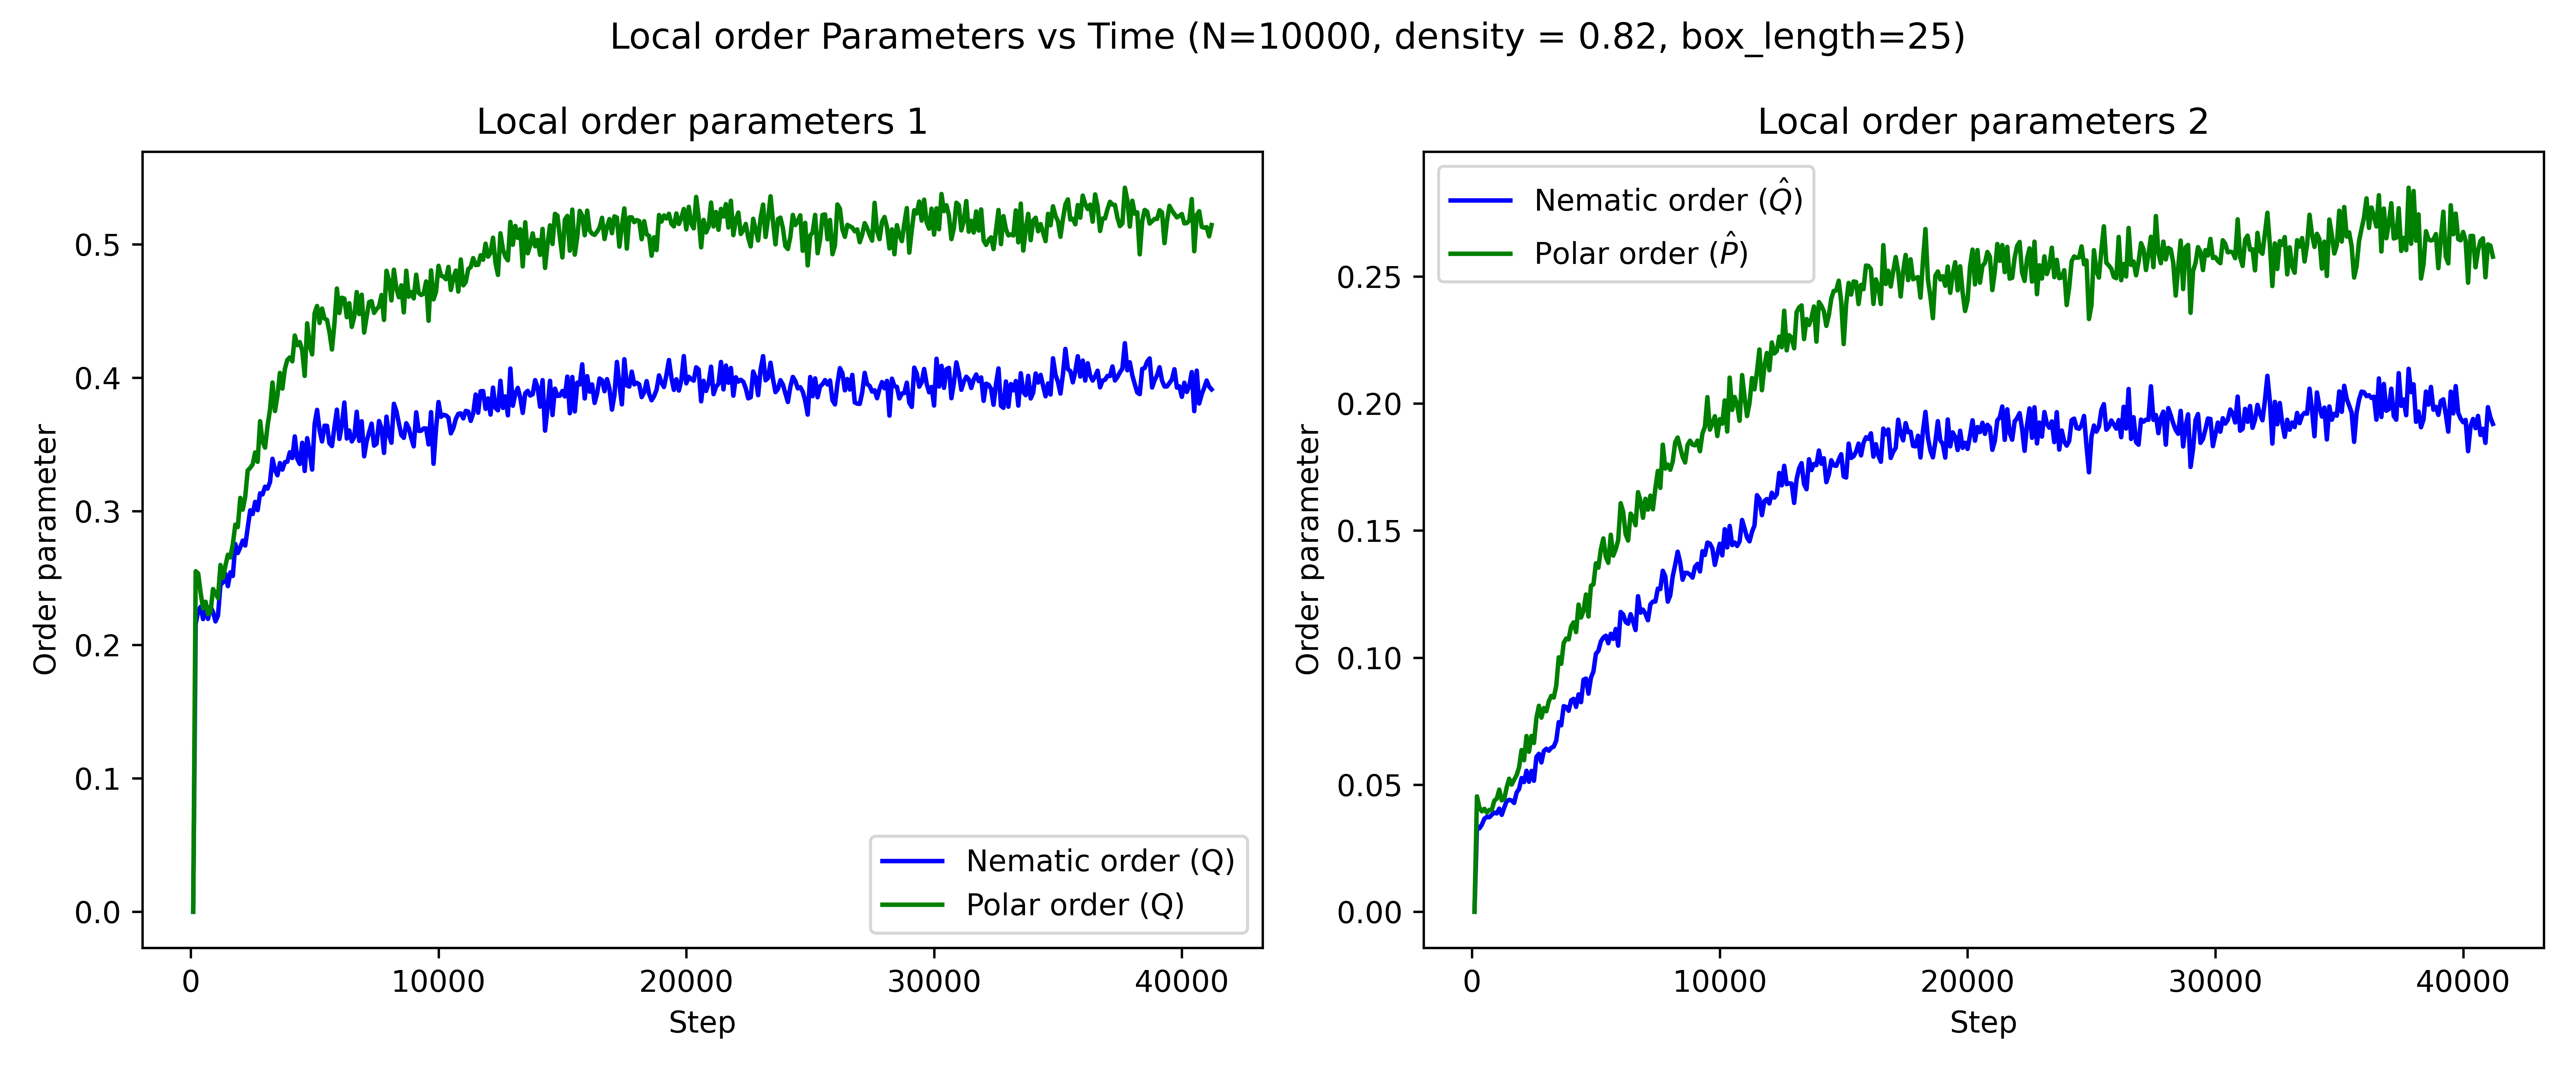 Local order Parameters vs Time (N=10000, density = 0.82, box_length=25)
Local order parameters 1
Order parameter
0.5
0.4
0.3
0.2
0.1
0.0
Nematic order (Q)
Polar order (Q)
0 10000 20000 30000 40000
Step
Local order parameters 2
Order parameter
Nematic order (Q̂)
Polar order (P̂)
0.25
0.20
0.15
0.10
0.05
0.00
0 10000 20000 30000 40000
Step